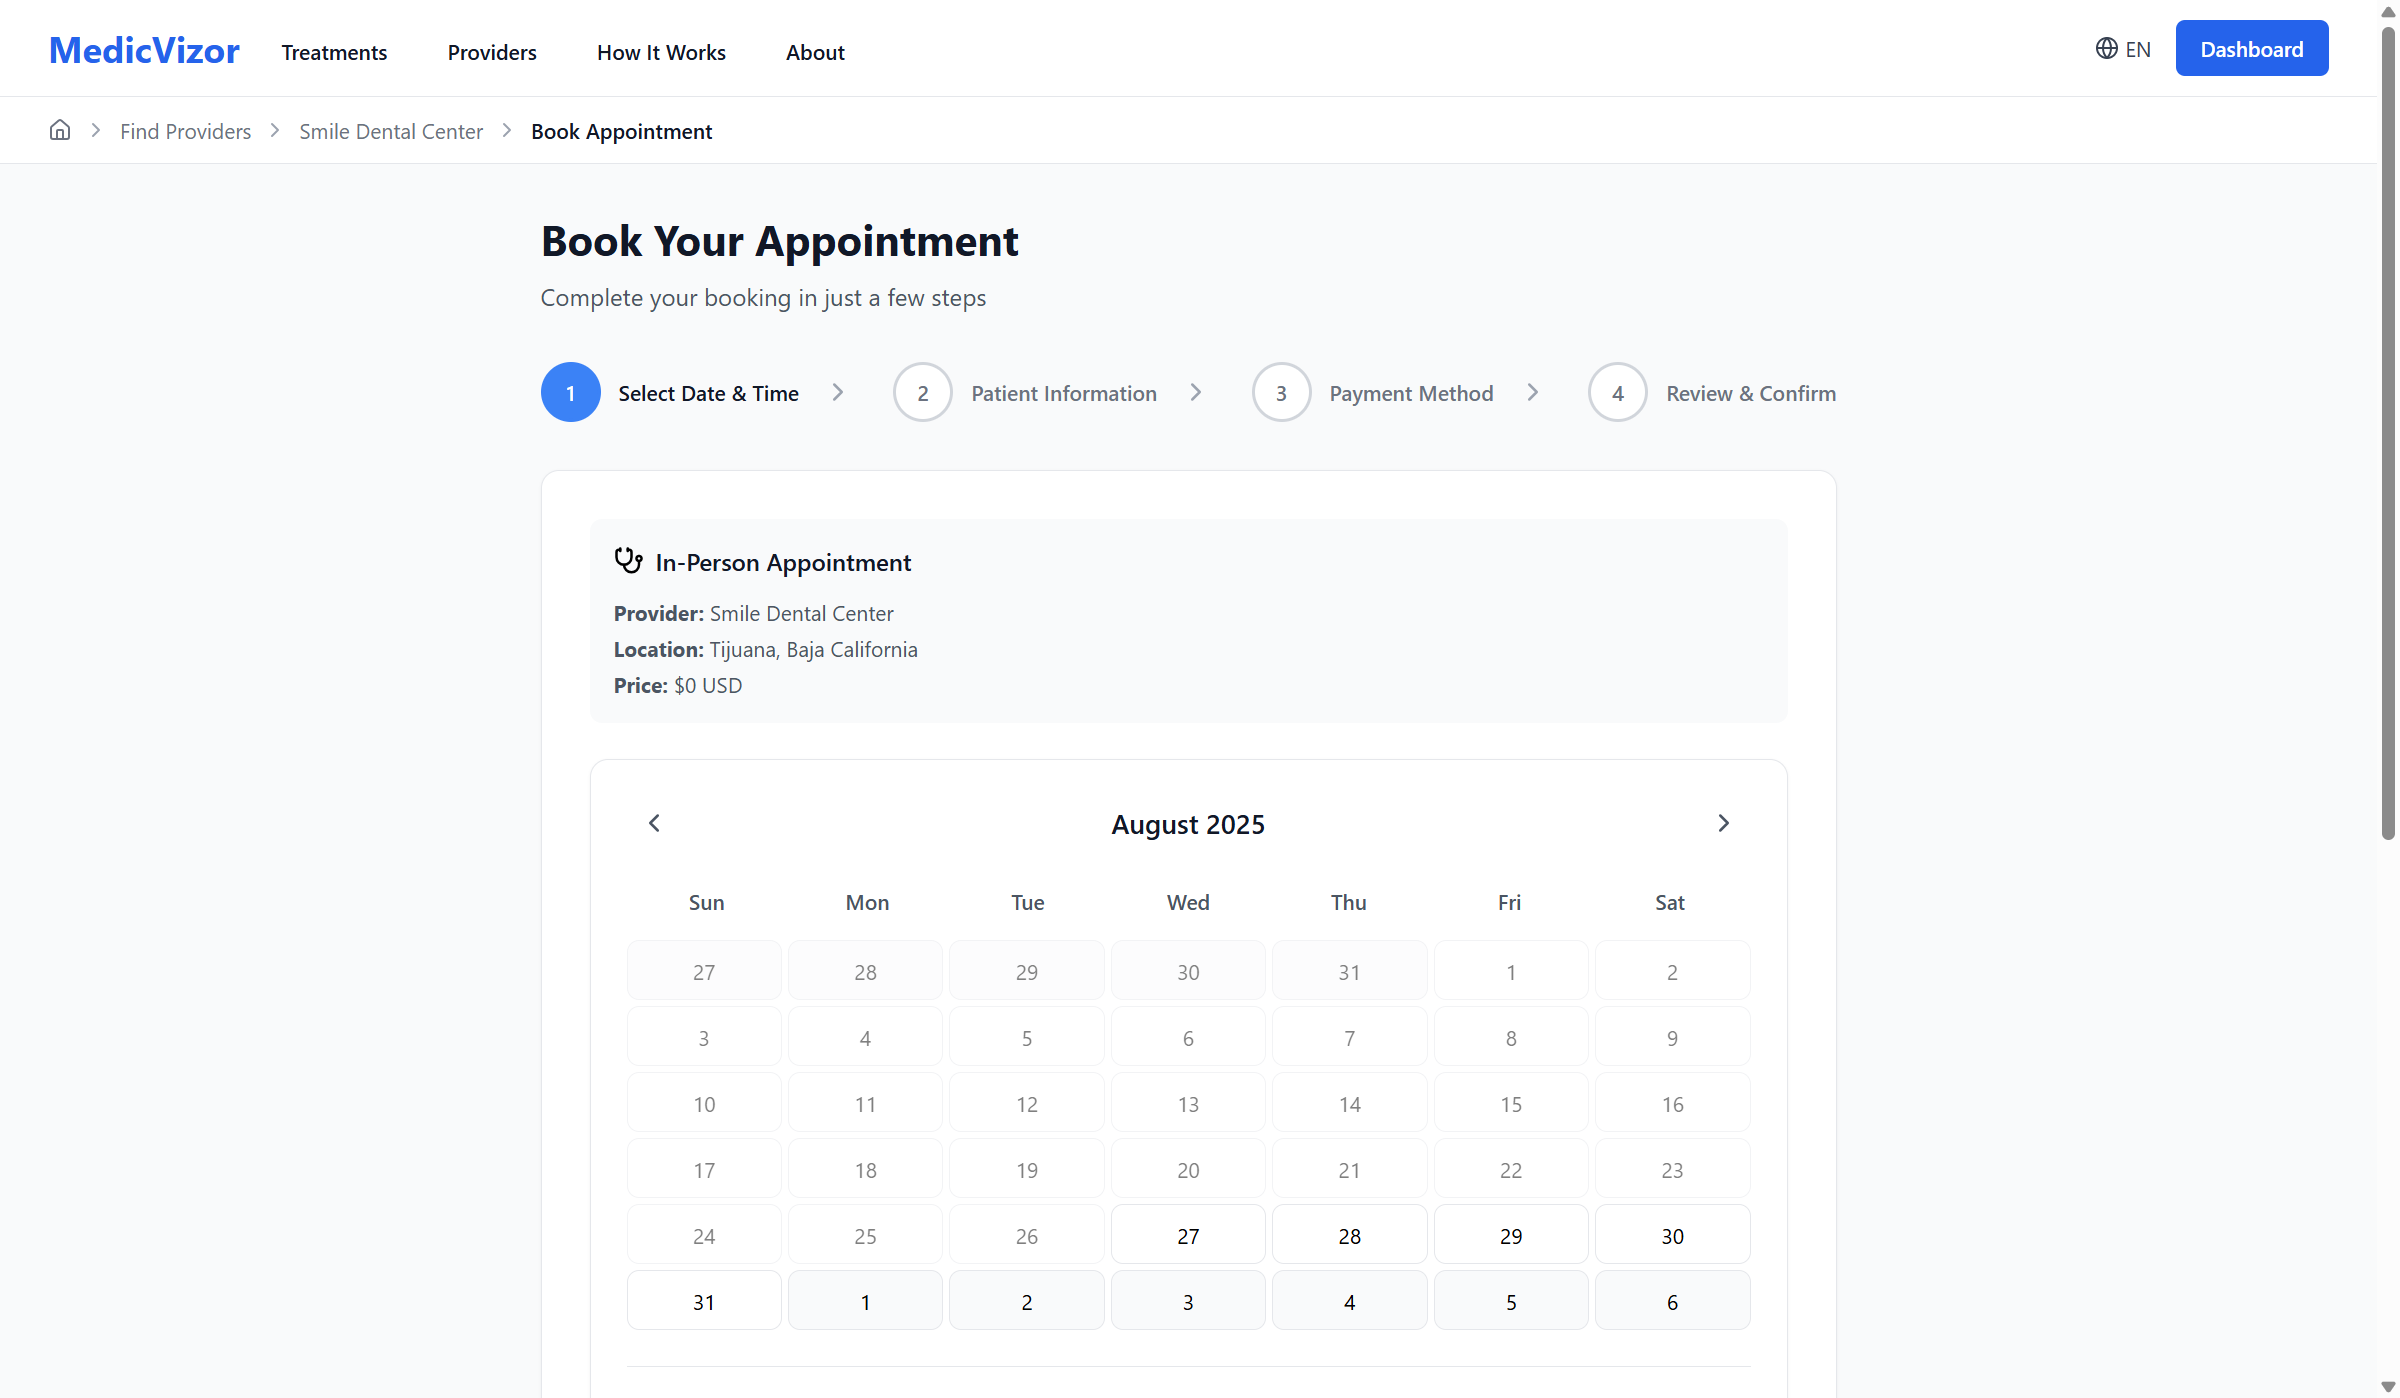 MedicVizor Treatments Providers How It Works About EN Dashboard
Find Providers Smile Dental Center Book Appointment
Book Your Appointment
Complete your booking in just a few steps
1 Select Date & Time 2 Patient Information 3 Payment Method 4 Review & Confirm
In-Person Appointment
Provider: Smile Dental Center
Location: Tijuana, Baja California
Price: $0 USD
August 2025
Sun Mon Tue Wed Thu Fri Sat
27 28 29 30 31 1 2
3 4 5 6 7 8 9
10 11 12 13 14 15 16
17 18 19 20 21 22 23
24 25 26 27 28 29 30
31 1 2 3 4 5 6